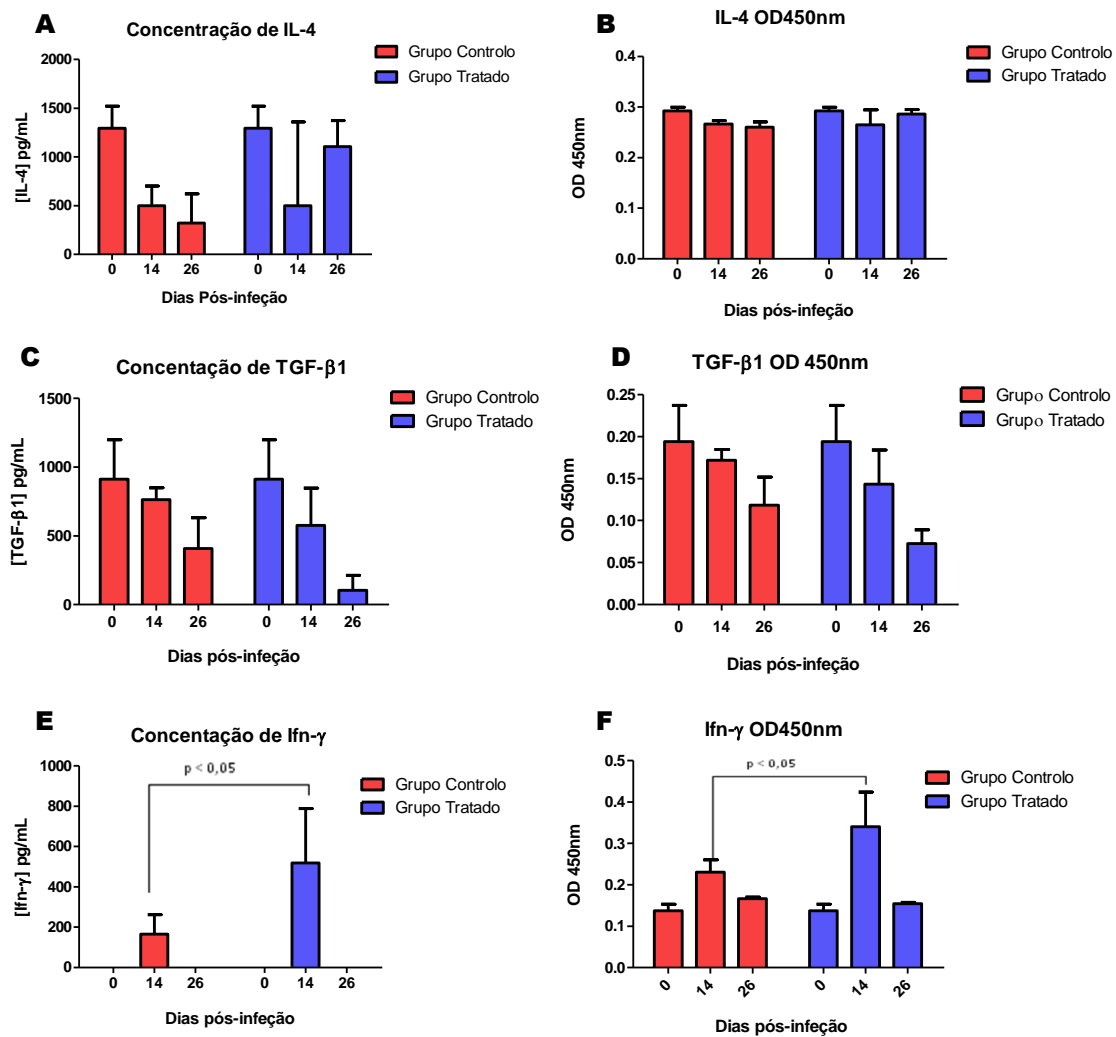 A
Concentração de IL-4
Grupo Controlo
Grupo Tratado
[IL-4] pg/mL
2000
1500
1000
500
0
0 14 26 0 14 26
Dias Pós-infeção
B
IL-4 OD450nm
Grupo Controlo
Grupo Tratado
OD 450nm
0.4
0.3
0.2
0.1
0.0
0 14 26 0 14 26
Dias pós-infeção
C
Concentação de TGF-β1
Grupo Controlo
Grupo Tratado
[TGF-β1] pg/mL
1500
1000
500
0
0 14 26 0 14 26
Dias pós-infeção
D
TGF-β1 OD 450nm
Grupo Controlo
Grupo Tratado
OD 450nm
0.25
0.20
0.15
0.10
0.05
0.00
0 14 26 0 14 26
Dias pós-infeção
E
Concentação de Ifn-γ
p < 0,05
Grupo Controlo
Grupo Tratado
[Ifn-γ] pg/mL
1000
800
600
400
200
0
0 14 26 0 14 26
Dias pós-infeção
F
Ifn-γ OD450nm
p < 0,05
Grupo Controlo
Grupo Tratado
OD 450nm
0.5
0.4
0.3
0.2
0.1
0.0
0 14 26 0 14 26
Dias pós-infeção